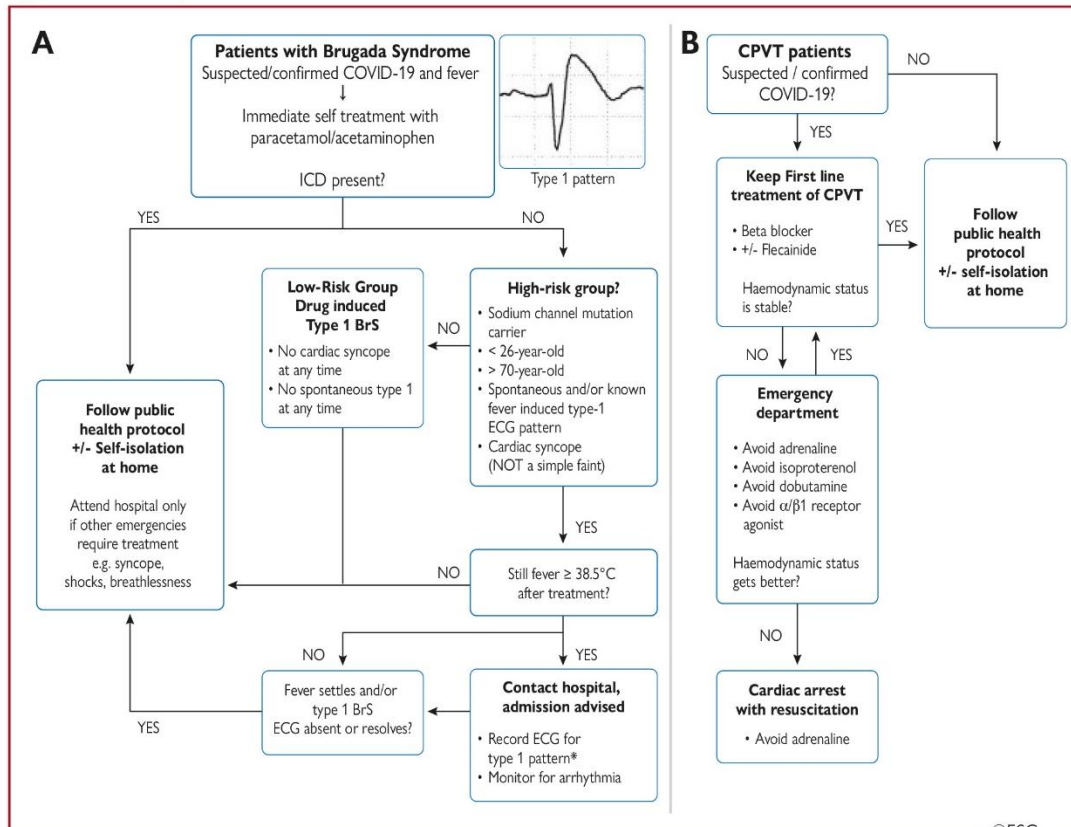 A
Patients with Brugada Syndrome
Suspected/confirmed COVID-19 and fever
Immediate self treatment with
paracetamol/acetaminophen
ICD present?
Type 1 pattern
YES
NO
Low-Risk Group
Drug induced
Type 1 BrS
• No cardiac syncope
at any time
• No spontaneous type 1
at any time
NO
High-risk group?
• Sodium channel mutation
carrier
• < 26-year-old
• > 70-year-old
• Spontaneous and/or known
fever induced type-1
ECG pattern
• Cardiac syncope
(NOT a simple faint)
Follow public
health protocol
+/- Self-isolation
at home
Attend hospital only
if other emergencies
require treatment
e.g. syncope,
shocks, breathlessness
YES
NO
Still fever ≥ 38.5°C
after treatment?
NO
YES
Fever settles and/or
type 1 BrS
ECG absent or resolves?
YES
Contact hospital,
admission advised
• Record ECG for
type 1 pattern*
• Monitor for arrhythmia
B
CPVT patients
Suspected / confirmed
COVID-19?
NO
YES
Keep First line
treatment of CPVT
• Beta blocker
• +/- Flecainide
Haemodynamic status
is stable?
YES
Follow
public health
protocol
+/- self-isolation
at home
NO
YES
Emergency
department
• Avoid adrenaline
• Avoid isoproterenol
• Avoid dobutamine
• Avoid α/β1 receptor
agonist
Haemodynamic status
gets better?
NO
Cardiac arrest
with resuscitation
• Avoid adrenaline